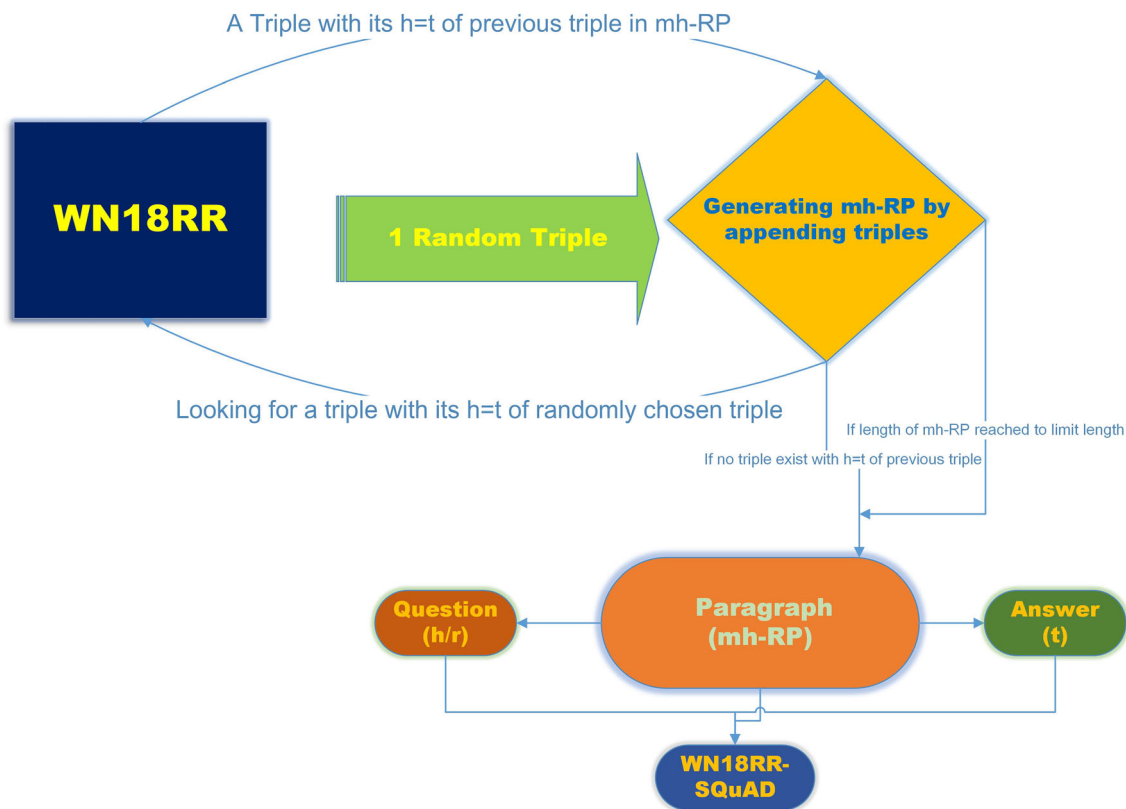 A Triple with its h=t of previous triple in mh-RP
WN18RR
1 Random Triple
Generating mh-RP by
appending triples
Looking for a triple with its h=t of randomly chosen triple
If length of mh-RP reached to limit length
If no triple exist with h=t of previous triple
Question
(h/r)
Paragraph
(mh-RP)
Answer
(t)
WN18RR-
SQuAD